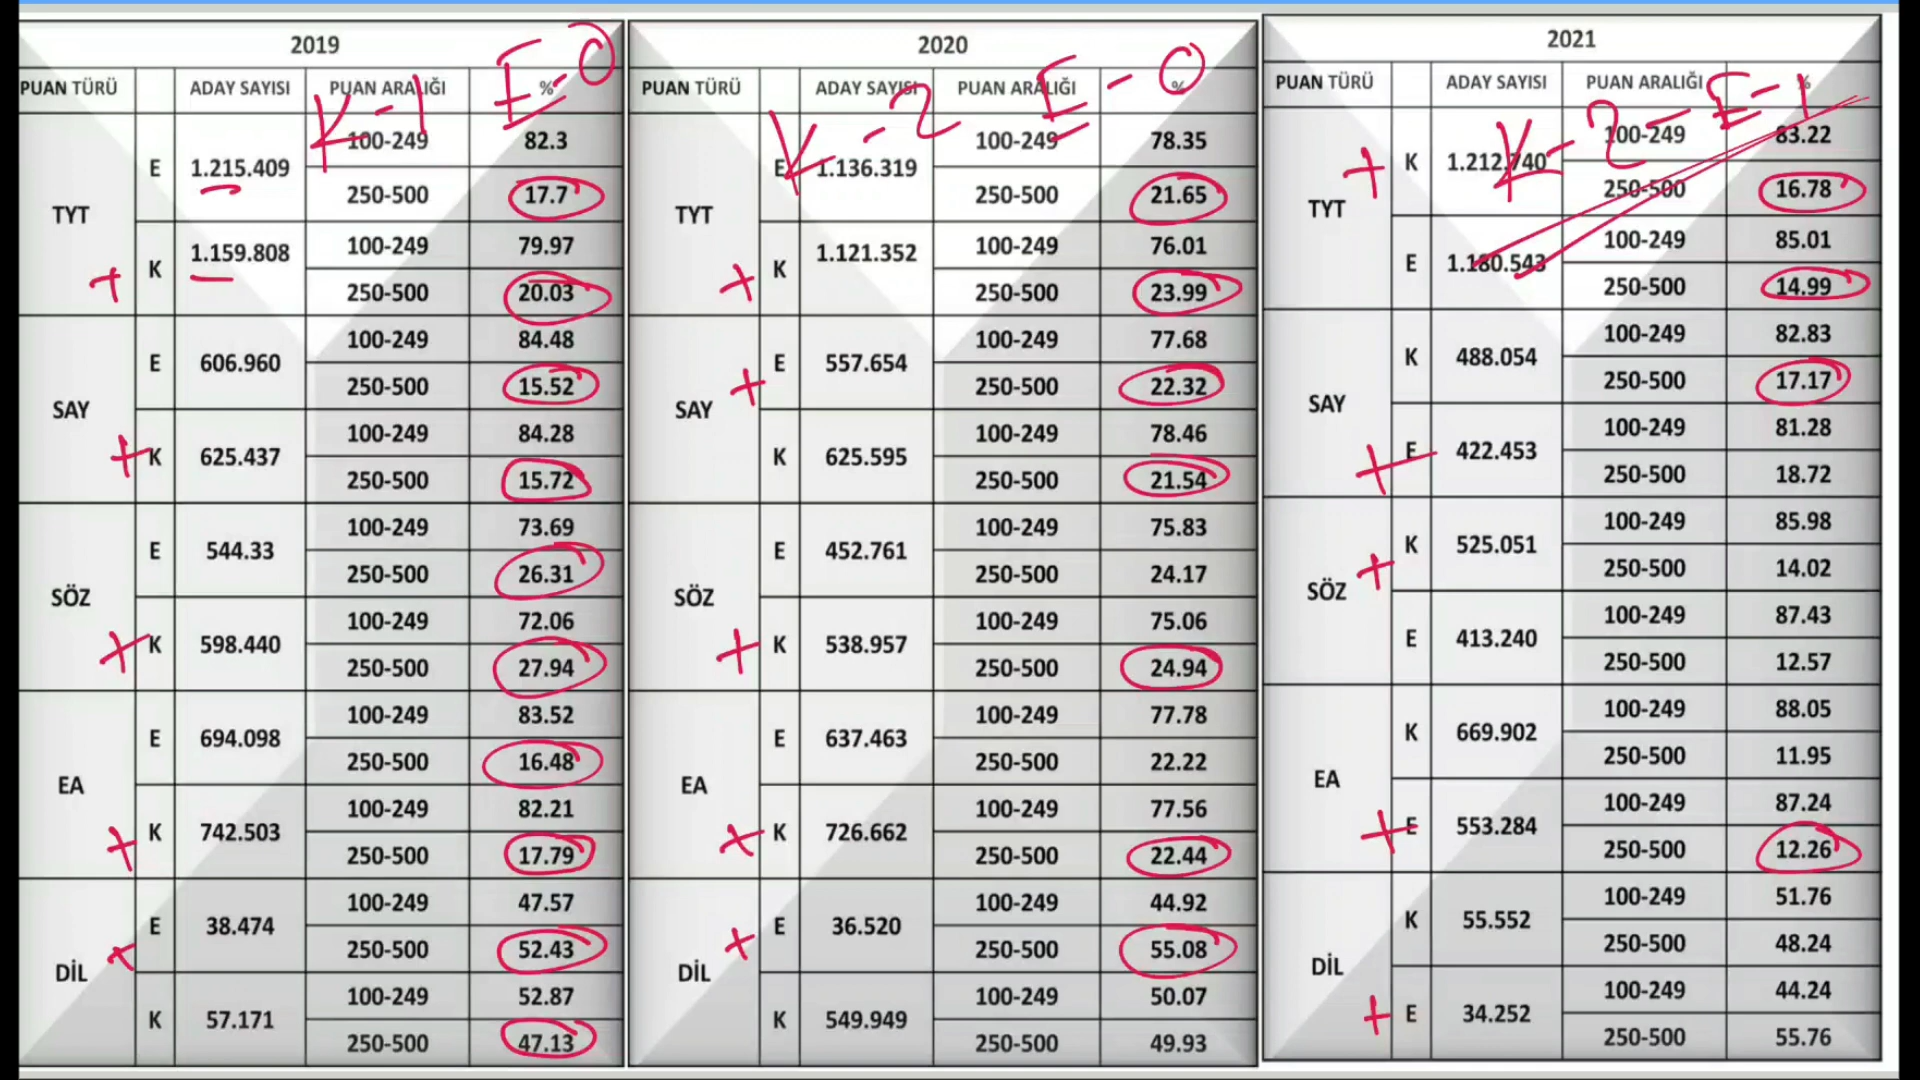 2019
PUAN TÜRÜ ADAY SAYISI PUAN ARALIĞI %
K-1 E-0
TYT E 1.215.409 100-249 82.3
250-500 17.7
+ K 1.159.808 100-249 79.97
250-500 20.03
SAY E 606.960 100-249 84.48
250-500 15.52
+ K 625.437 100-249 84.28
250-500 15.72
SÖZ E 544.33 100-249 73.69
250-500 26.31
+ K 598.440 100-249 72.06
250-500 27.94
EA E 694.098 100-249 83.52
250-500 16.48
+ K 742.503 100-249 82.21
250-500 17.79
DİL + E 38.474 100-249 47.57
250-500 52.43
K 57.171 100-249 52.87
250-500 47.13
2020
PUAN TÜRÜ ADAY SAYISI PUAN ARALIĞI %
K-2 E-0
TYT E 1.136.319 100-249 78.35
250-500 21.65
+ K 1.121.352 100-249 76.01
250-500 23.99
SAY + E 557.654 100-249 77.68
250-500 22.32
K 625.595 100-249 78.46
250-500 21.54
SÖZ E 452.761 100-249 75.83
250-500 24.17
+ K 538.957 100-249 75.06
250-500 24.94
EA E 637.463 100-249 77.78
250-500 22.22
+ K 726.662 100-249 77.56
250-500 22.44
DİL + E 36.520 100-249 44.92
250-500 55.08
K 549.949 100-249 50.07
250-500 49.93
2021
PUAN TÜRÜ ADAY SAYISI PUAN ARALIĞI %
K-2-E-1
TYT + K 1.212.740 100-249 83.22
250-500 16.78
E 1.180.543 100-249 85.01
250-500 14.99
SAY K 488.054 100-249 82.83
250-500 17.17
+ E 422.453 100-249 81.28
250-500 18.72
SÖZ + K 525.051 100-249 85.98
250-500 14.02
E 413.240 100-249 87.43
250-500 12.57
EA K 669.902 100-249 88.05
250-500 11.95
+ E 553.284 100-249 87.24
250-500 12.26
DİL K 55.552 100-249 51.76
250-500 48.24
+ E 34.252 100-249 44.24
250-500 55.76